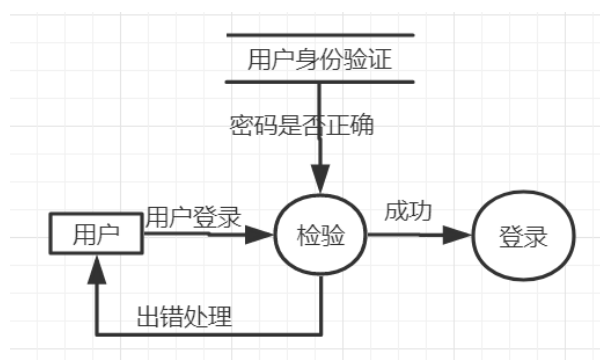 用户身份验证
密码是否正确
用户
用户登录
检验
成功
登录
出错处理